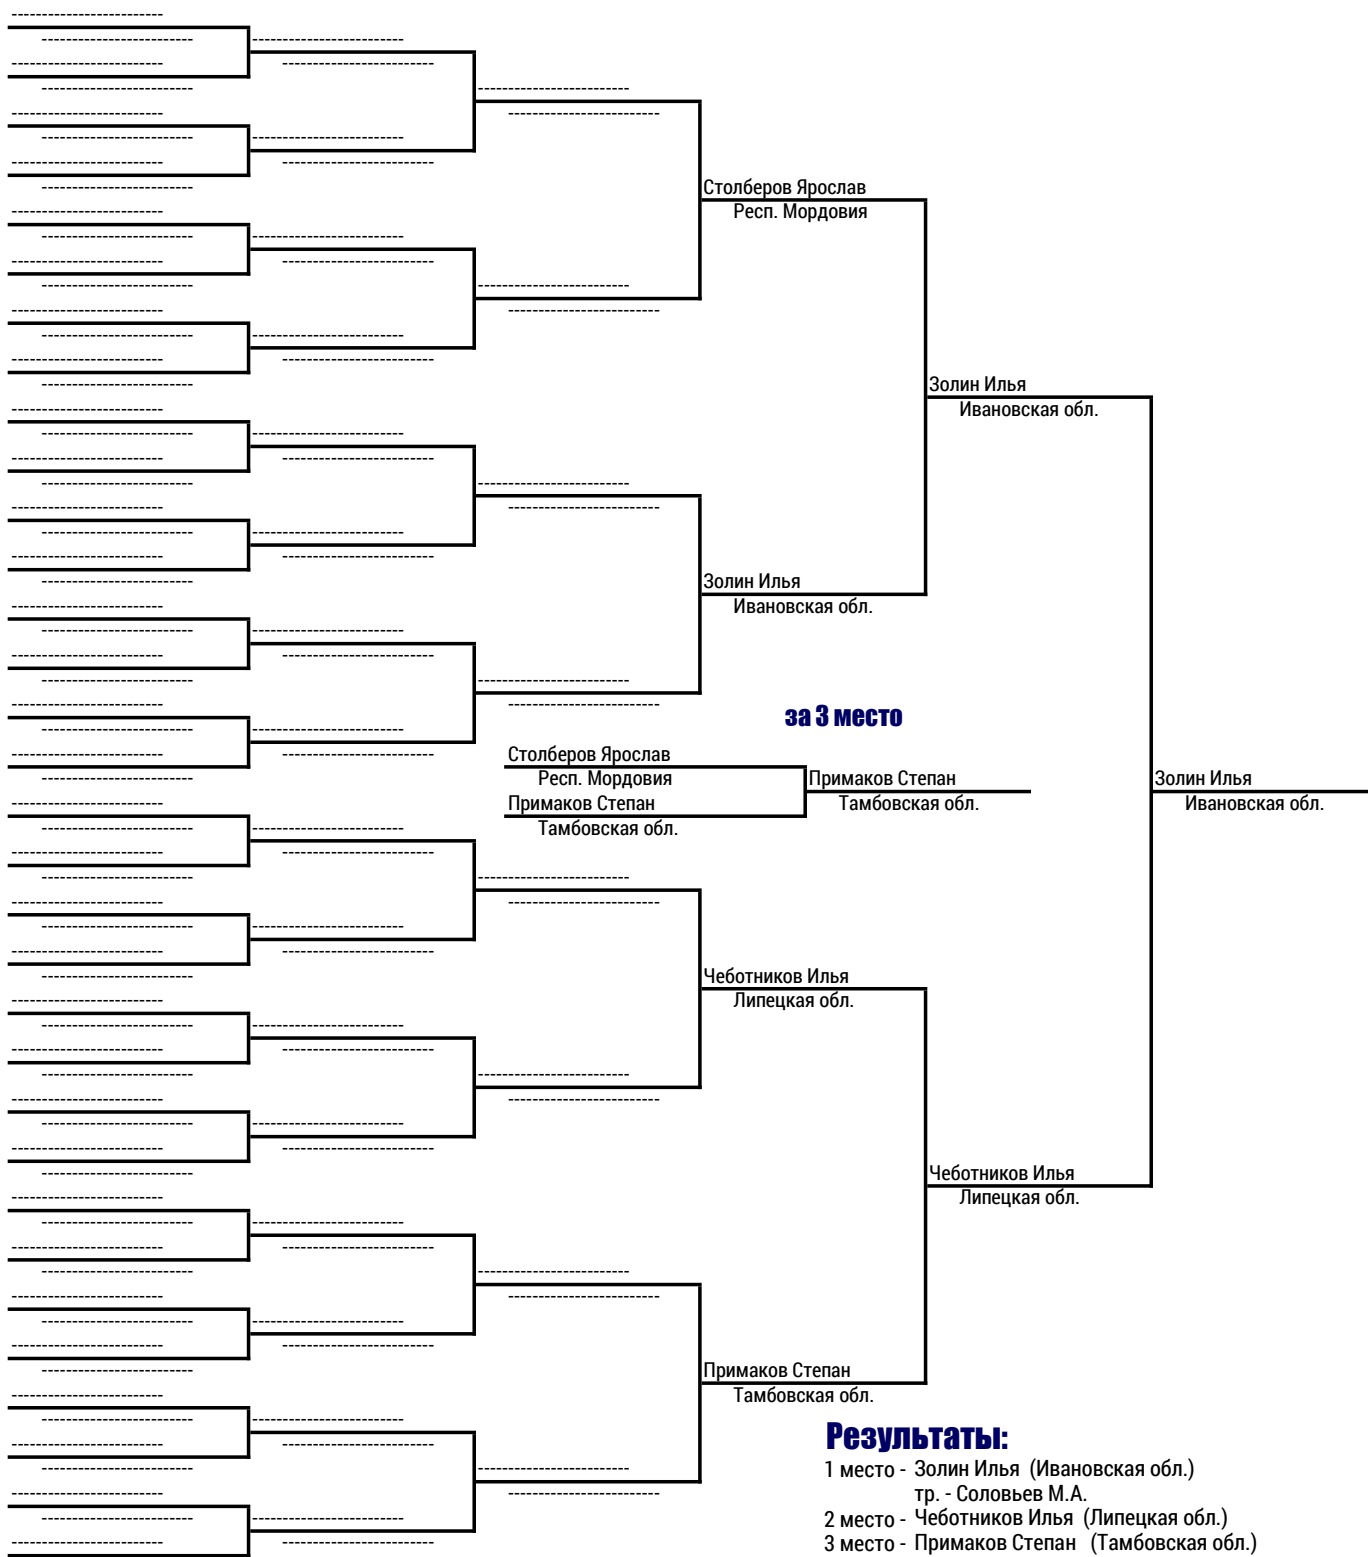 Столберов Ярослав
Респ. Мордовия
Золин Илья
Ивановская обл.
Золин Илья
Ивановская обл.
за 3 место
Столберов Ярослав
Респ. Мордовия
Примаков Степан
Тамбовская обл.
Примаков Степан
Тамбовская обл.
Золин Илья
Ивановская обл.
Чеботников Илья
Липецкая обл.
Чеботников Илья
Липецкая обл.
Примаков Степан
Тамбовская обл.
Результаты:
1 место - Золин Илья (Ивановская обл.)
тр. - Соловьев М.А.
2 место - Чеботников Илья (Липецкая обл.)
3 место - Примаков Степан (Тамбовская обл.)